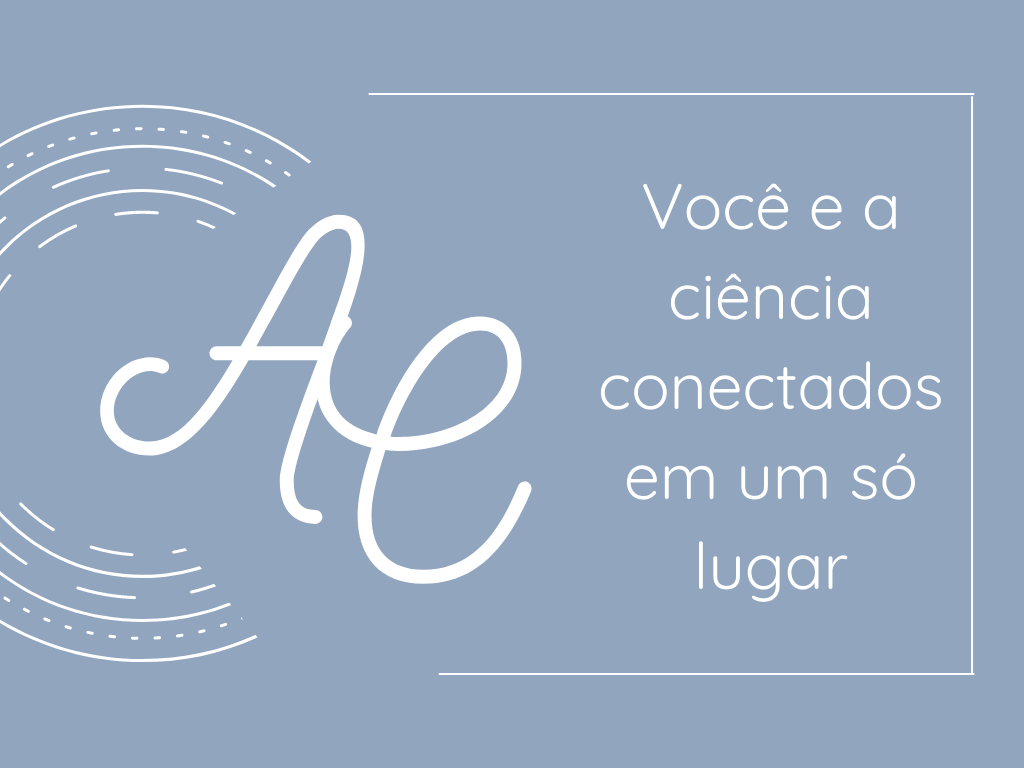 AC
Você e a
ciência
conectados
em um só
lugar